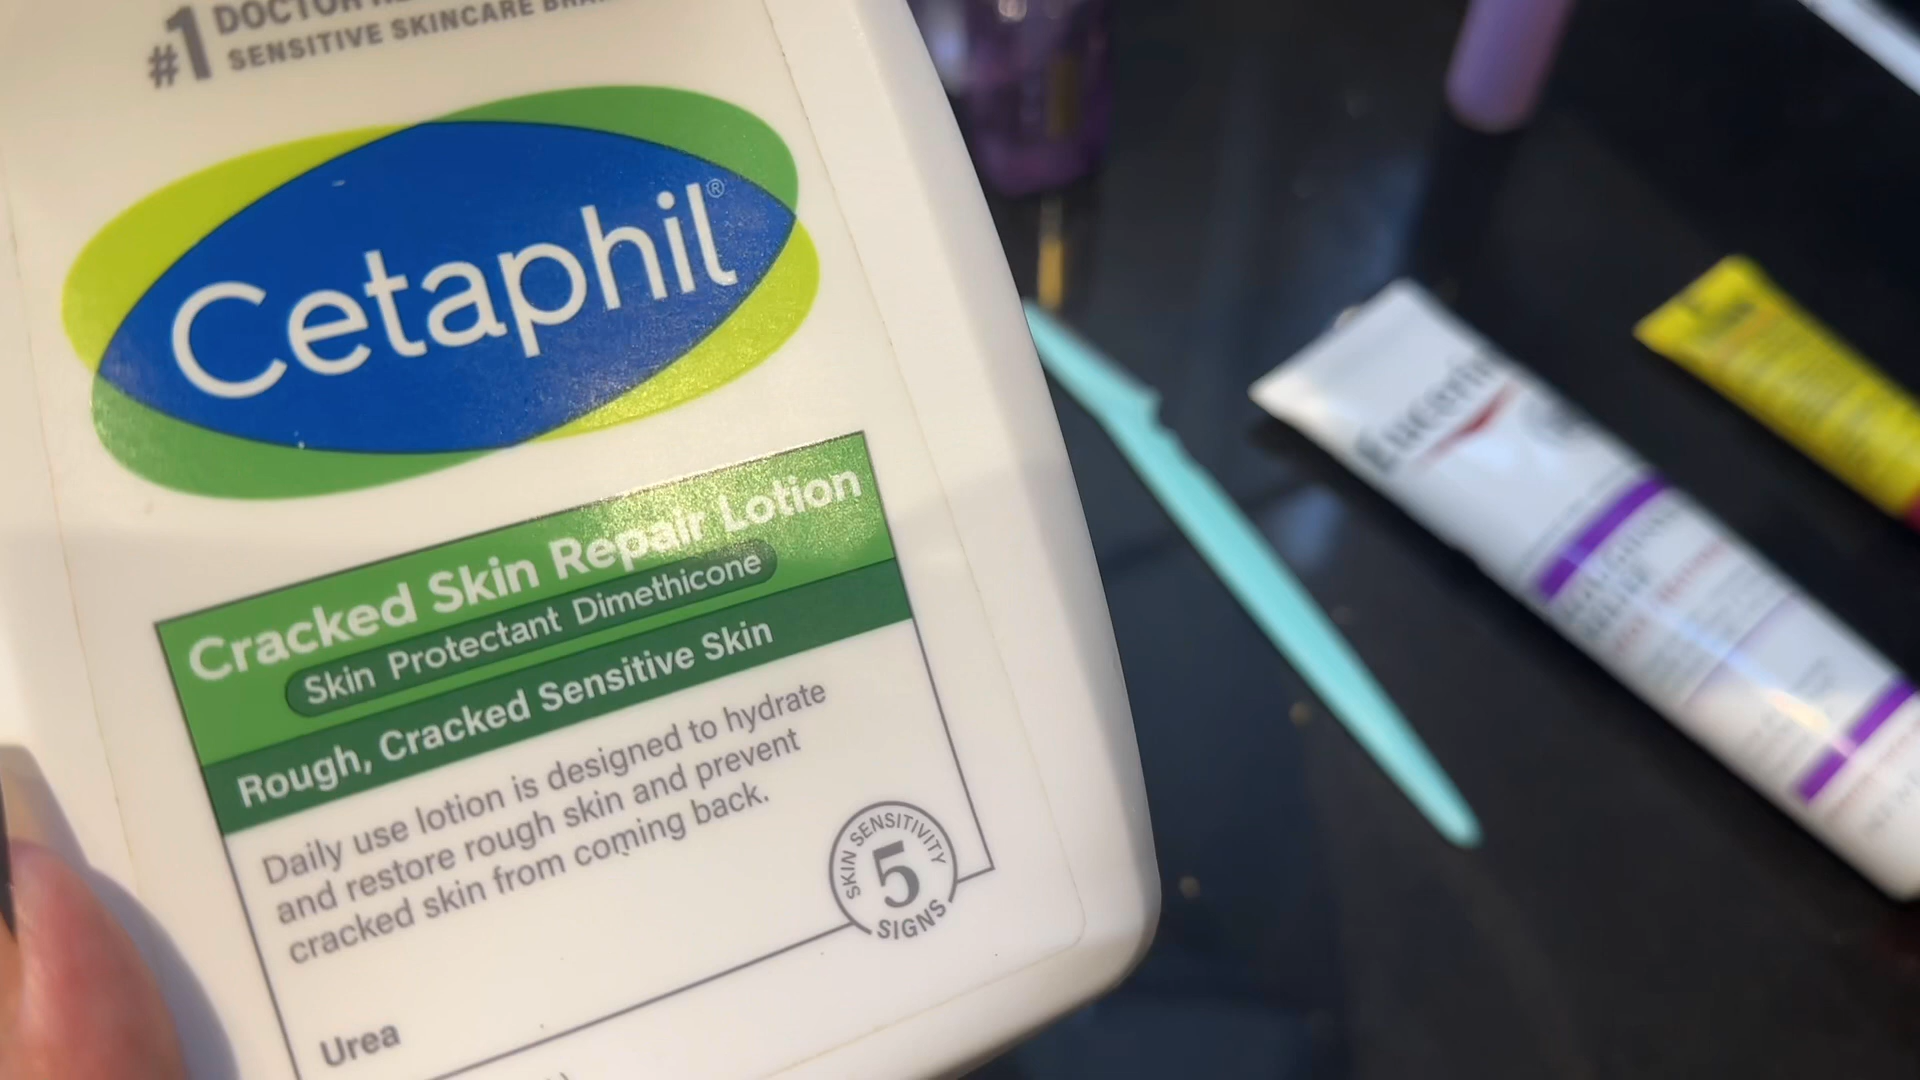 #1 DOCTOR
SENSITIVE SKINCARE
Cetaphil®
Cracked Skin Repair Lotion
Skin Protectant Dimethicone
Rough, Cracked Sensitive Skin
Daily use lotion is designed to hydrate
and restore rough skin and prevent
cracked skin from coming back.
SKIN SENSITIVITY
5
SIGNS
Urea
Eucerin